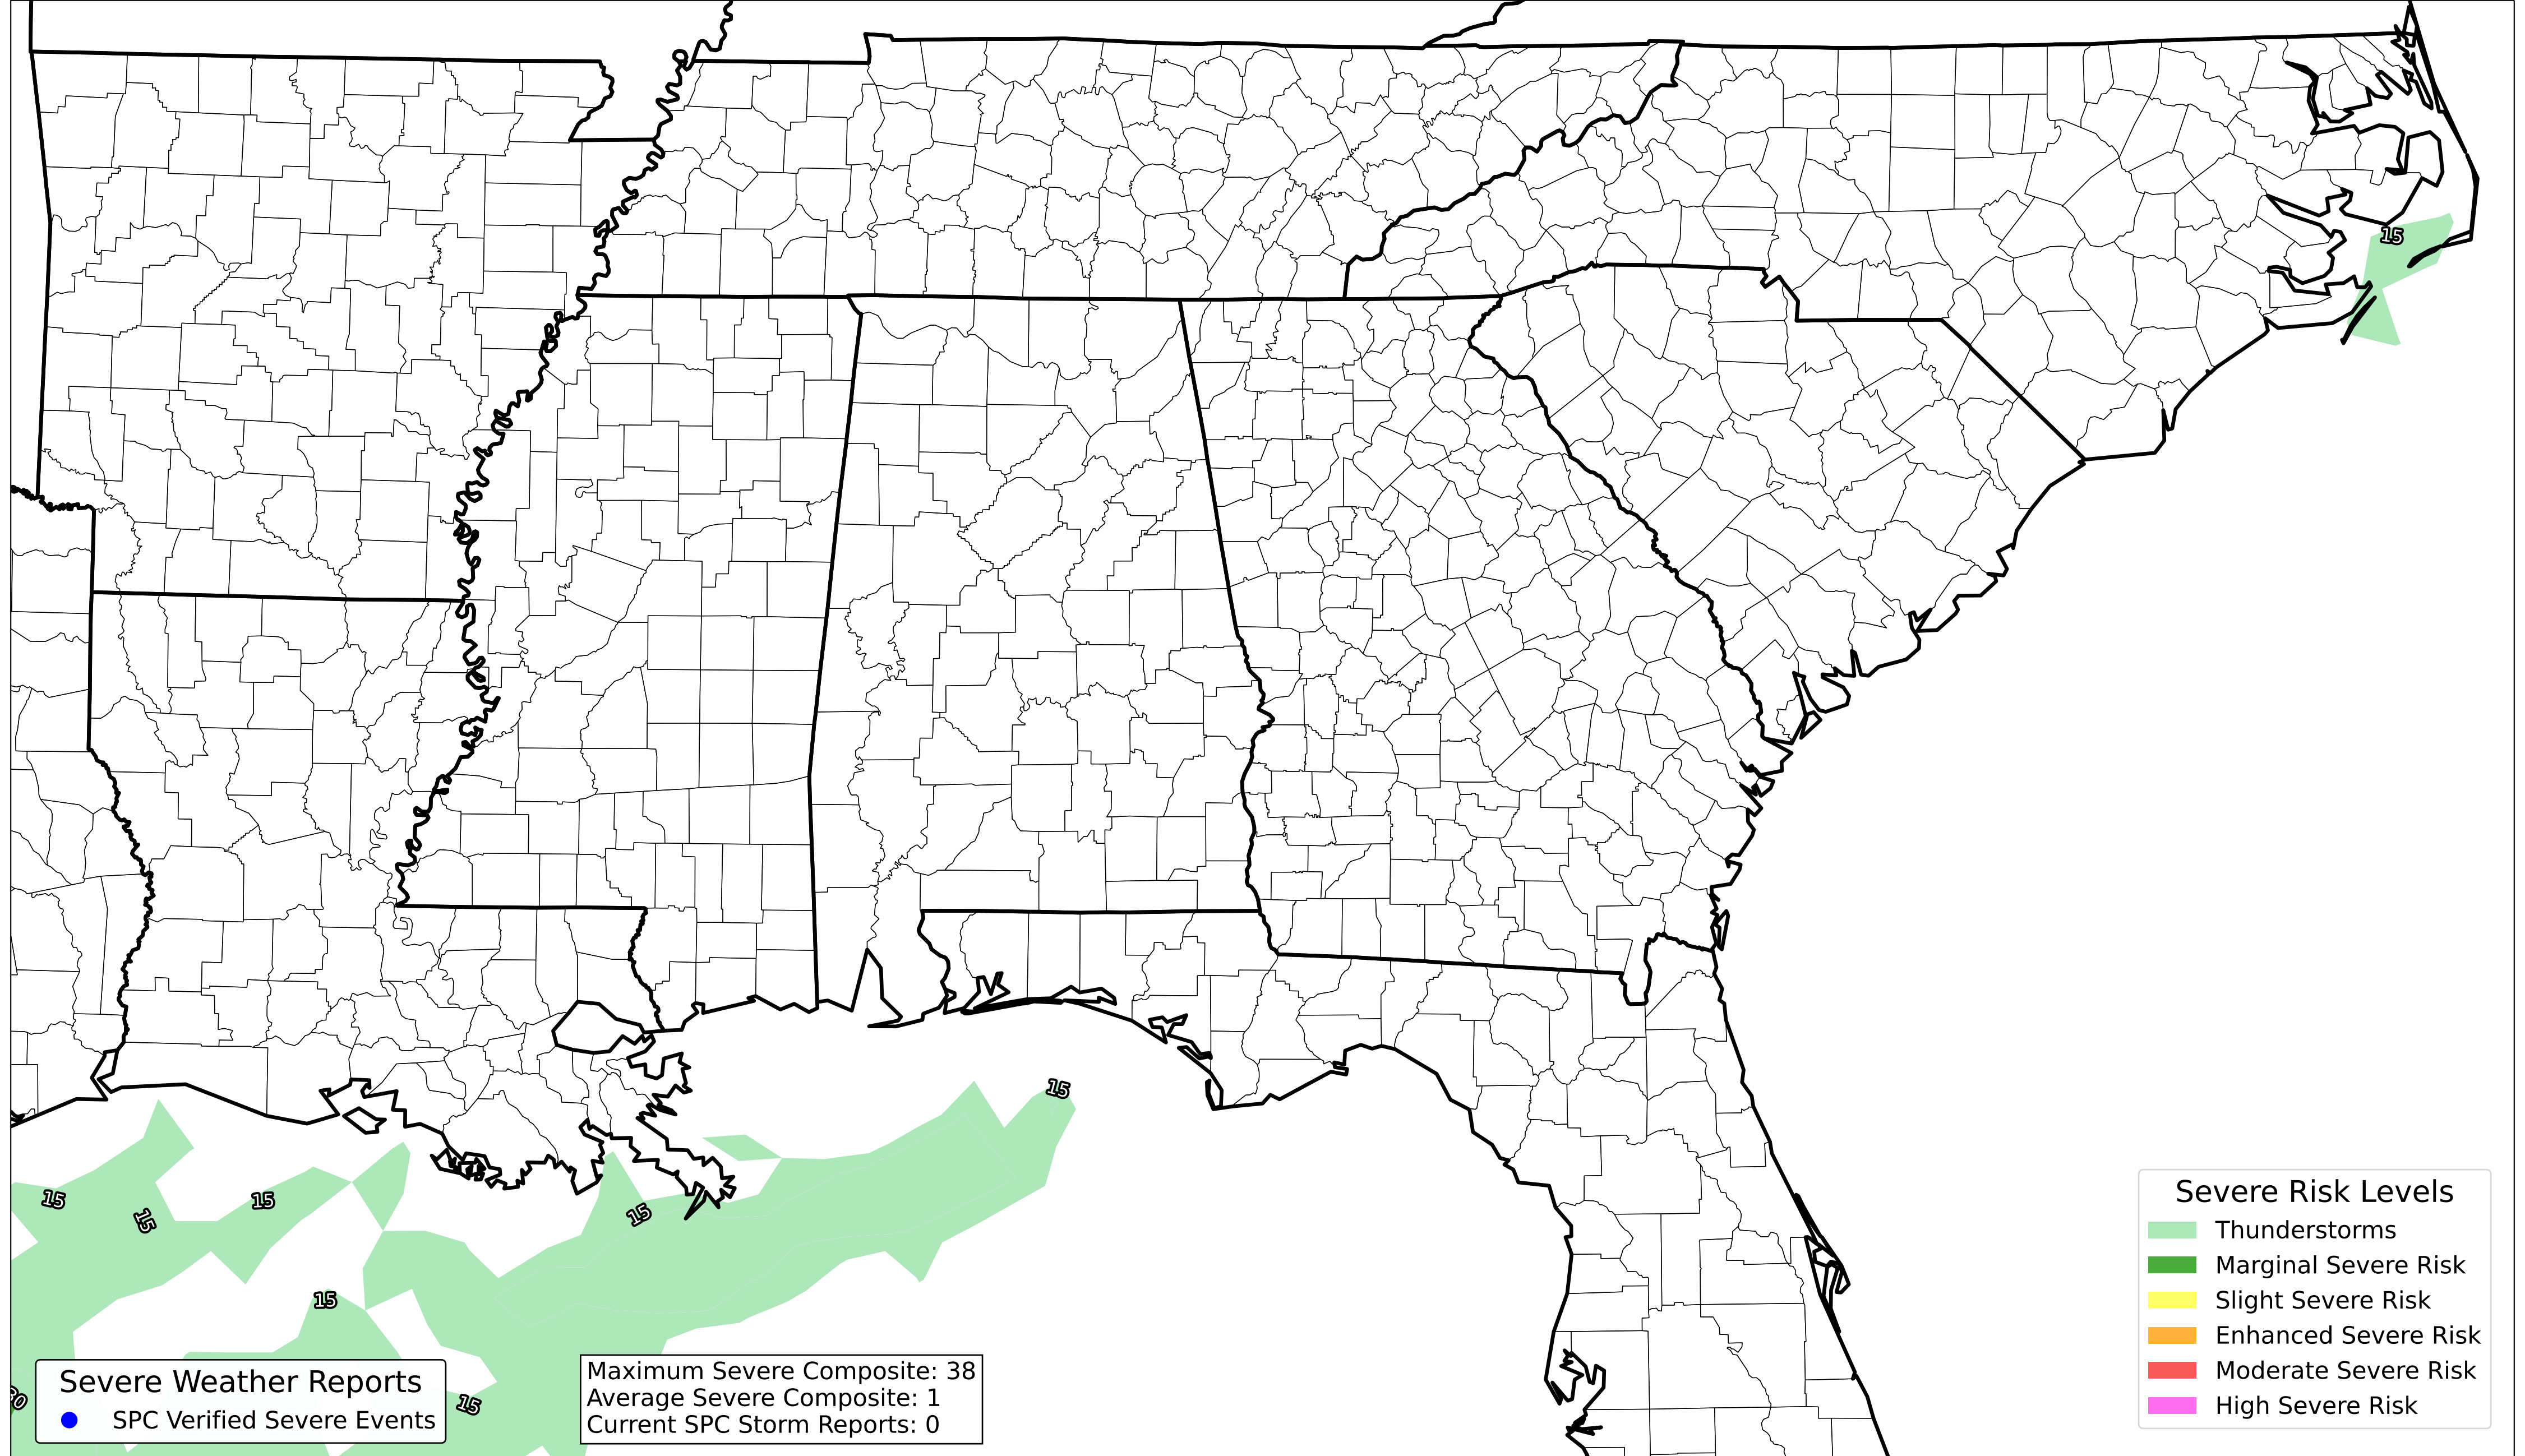 15
15
15
15
15
15
15
15
Severe Weather Reports
SPC Verified Severe Events
Maximum Severe Composite: 38
Average Severe Composite: 1
Current SPC Storm Reports: 0
Severe Risk Levels
Thunderstorms
Marginal Severe Risk
Slight Severe Risk
Enhanced Severe Risk
Moderate Severe Risk
High Severe Risk